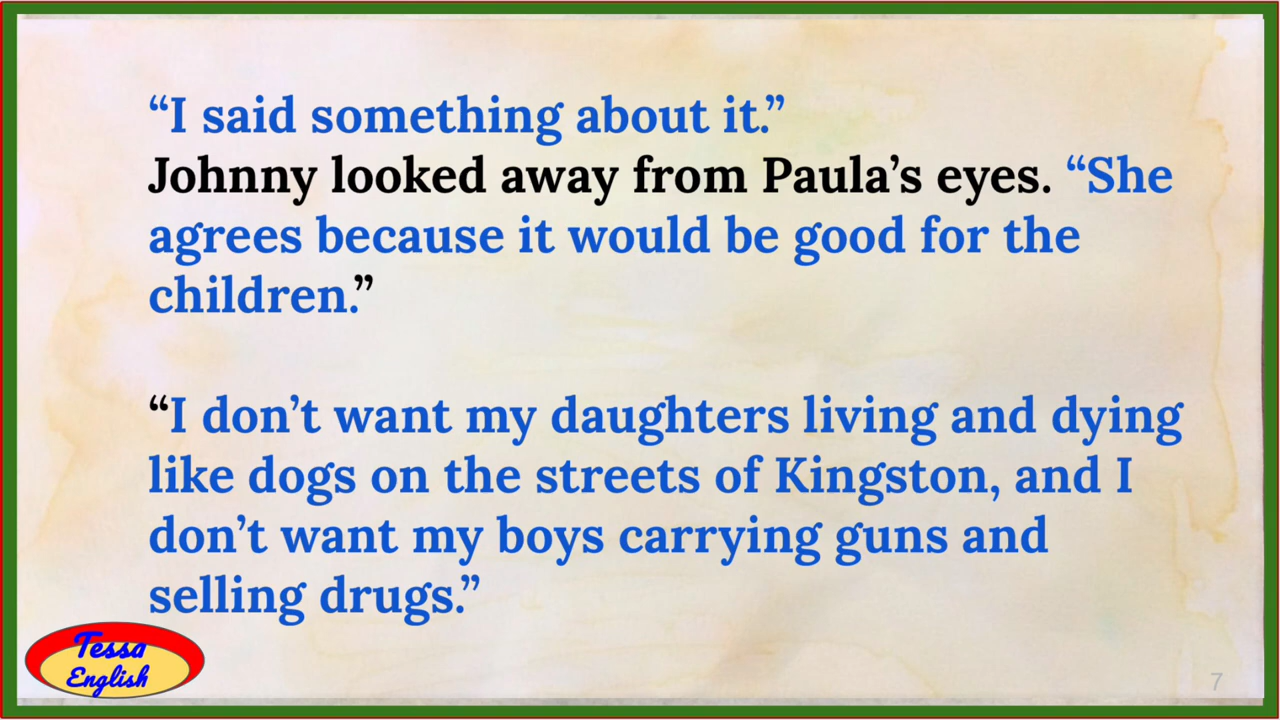 “I said something about it.”
Johnny looked away from Paula’s eyes. “She
agrees because it would be good for the
children.”
“I don’t want my daughters living and dying
like dogs on the streets of Kingston, and I
don’t want my boys carrying guns and
selling drugs.”
Tessa
English
7